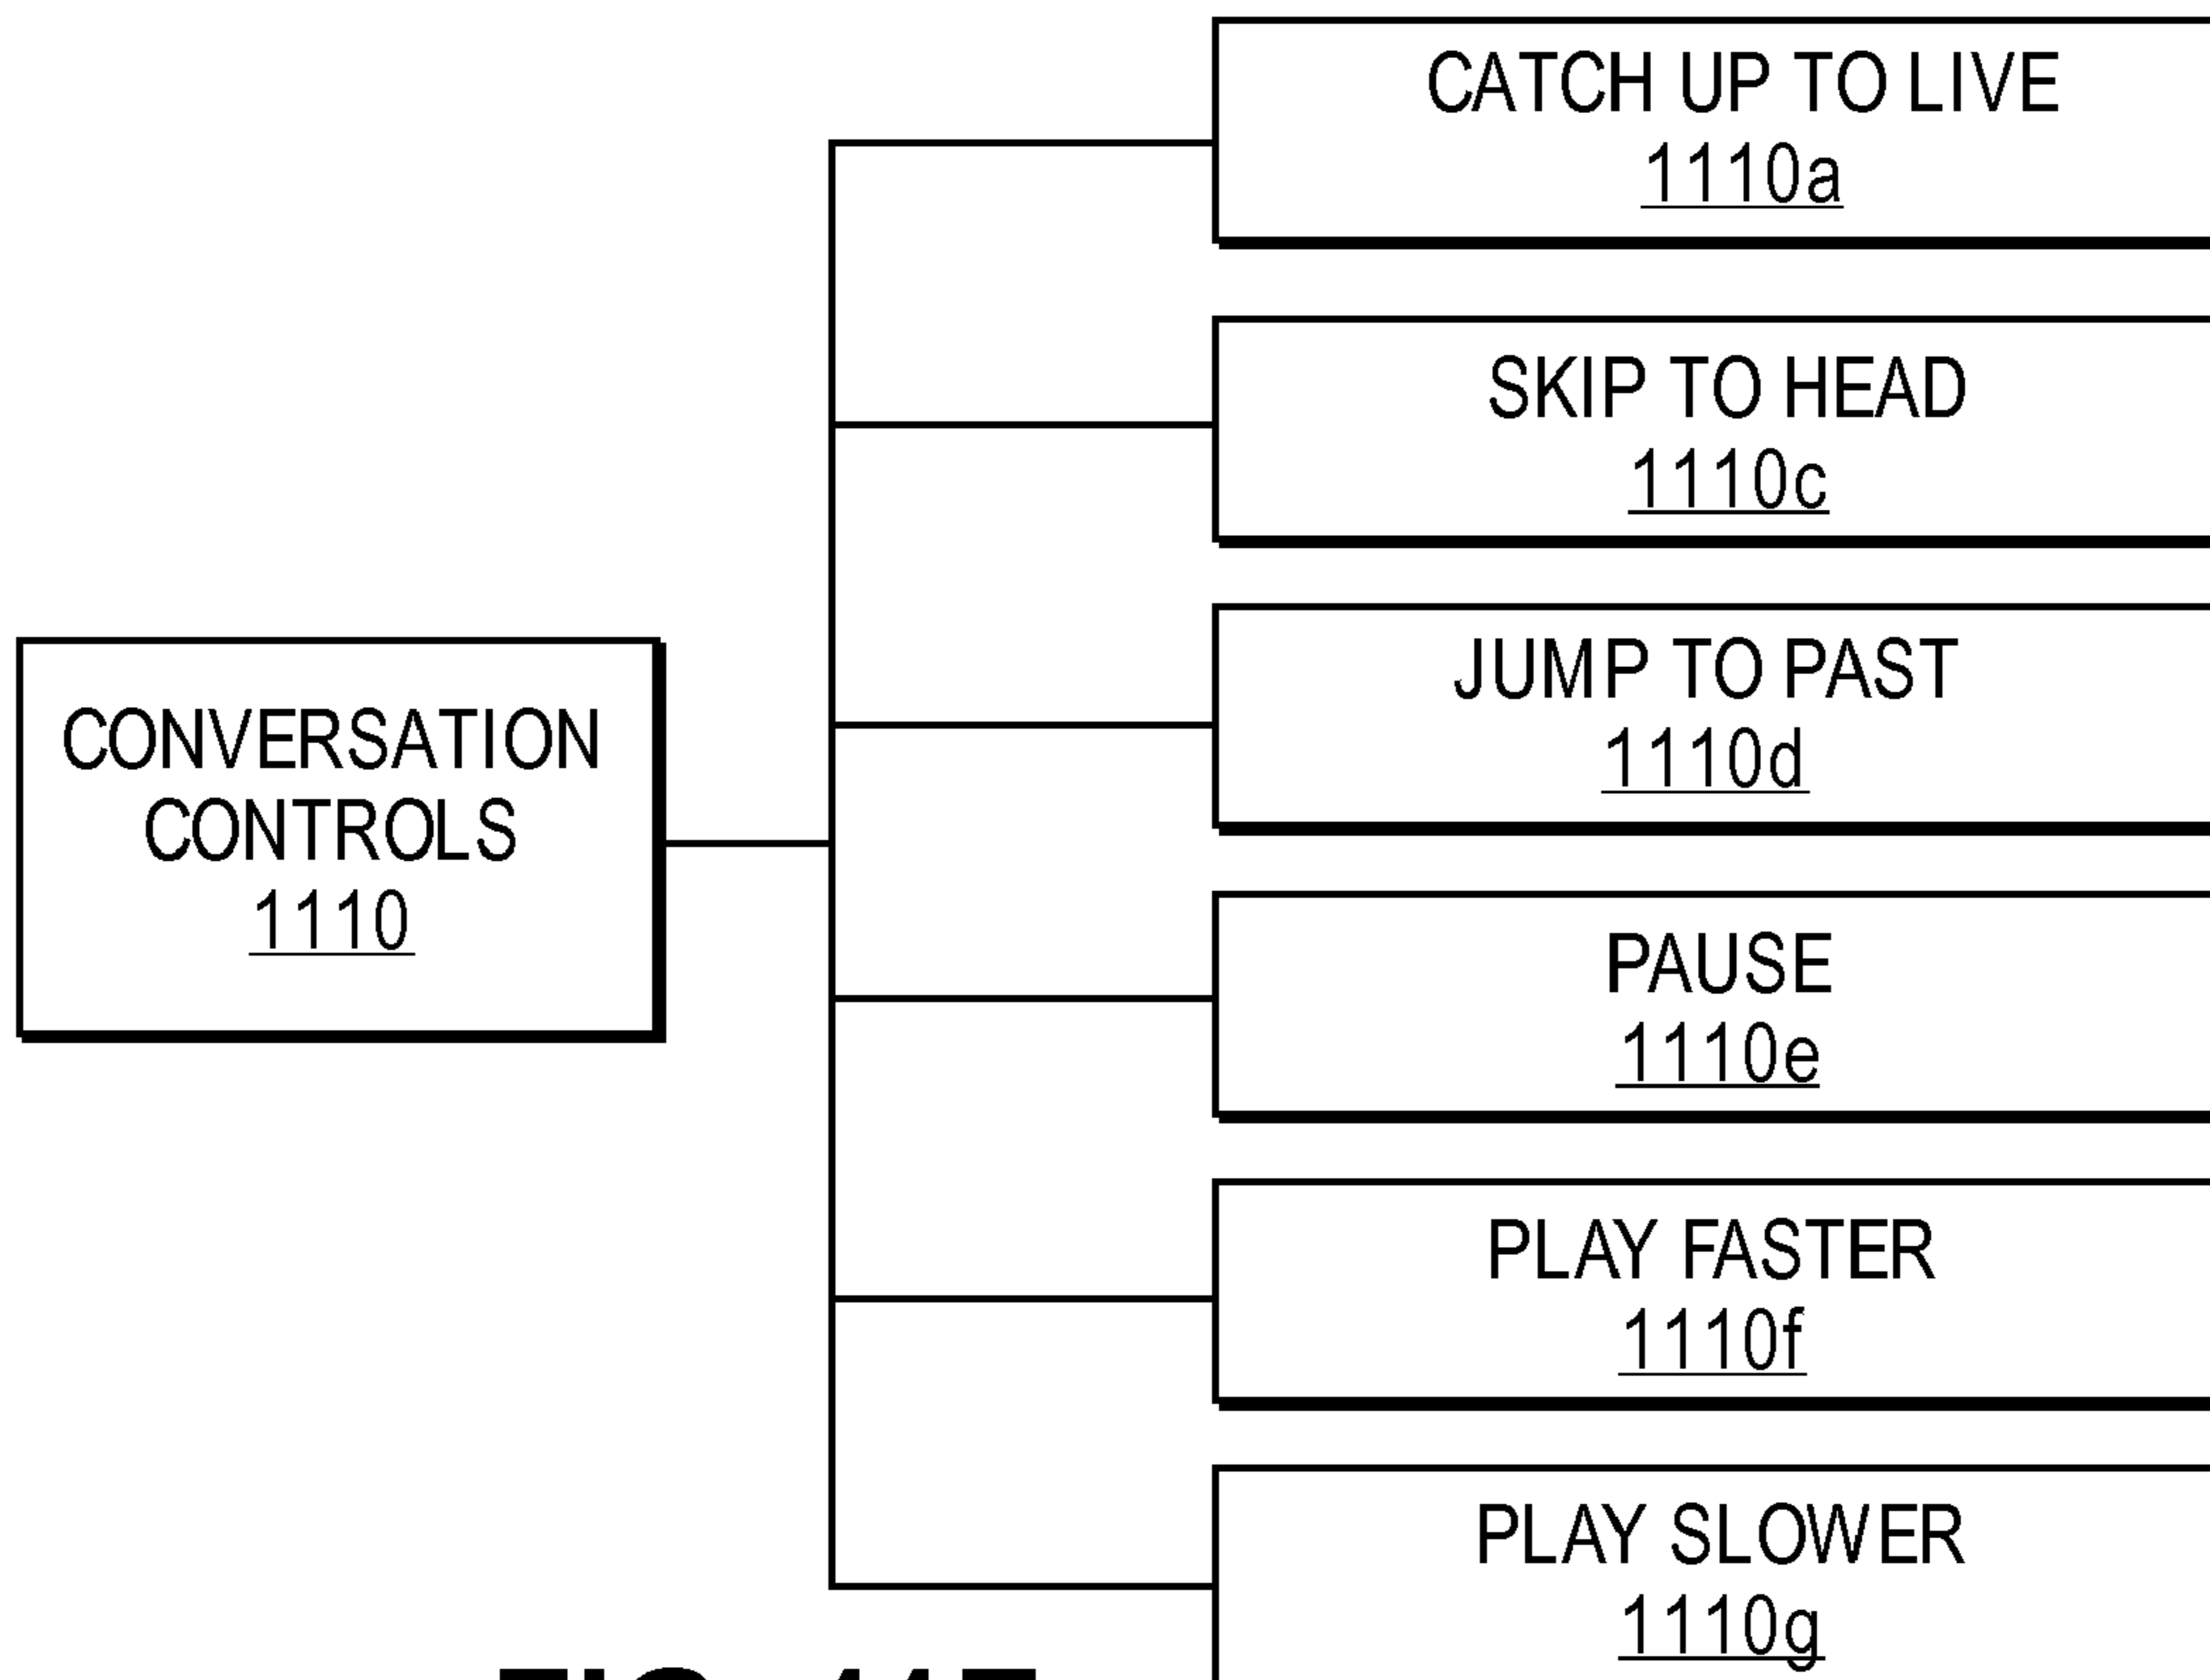 CATCH UP TO LIVE
1110a
SKIP TO HEAD
1110c
JUMP TO PAST
1110d
CONVERSATION
CONTROLS
1110
PAUSE
1110e
PLAY FASTER
1110f
PLAY SLOWER
1110g